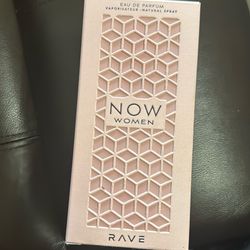 EAU DE PARFUM
VAPORISATEUR - NATURAL SPRAY
NOW
WOMEN
RAVE